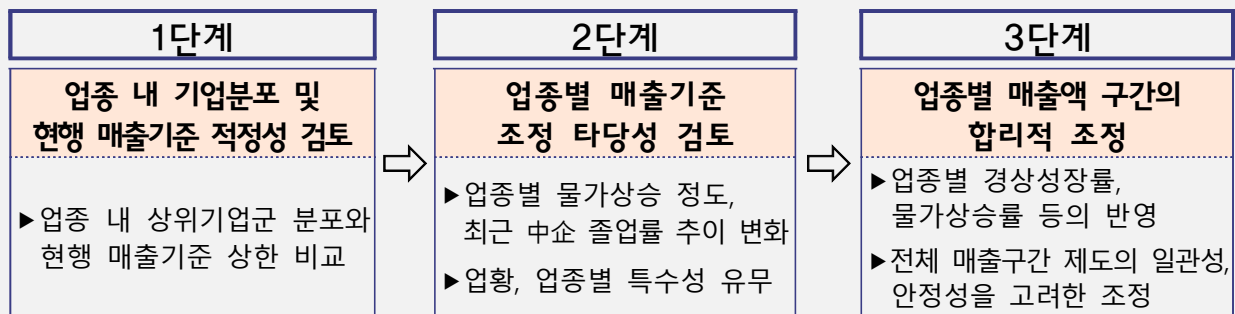 1단계
업종 내 기업분포 및
현행 매출기준 적정성 검토
▶업종 내 상위기업군 분포와
현행 매출기준 상한 비교
2단계
업종별 매출기준
조정 타당성 검토
▶업종별 물가상승 정도,
최근 中企 졸업률 추이 변화
▶업황, 업종별 특수성 유무
3단계
업종별 매출액 구간의
합리적 조정
▶업종별 경상성장률,
물가상승률 등의 반영
▶전체 매출구간 제도의 일관성,
안정성을 고려한 조정